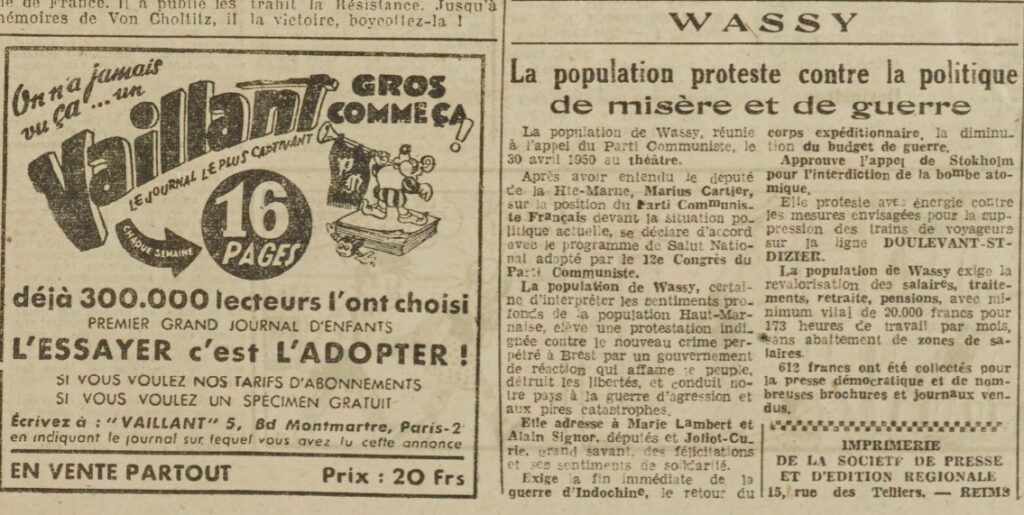 de France. Il a publié les
mémoires de Von Choltitz, il
trahit la Résistance. Jusqu'à
la victoire, boycottez-la !
On n'a jamais
vu ça... un
Vaillant
GROS
COMME ÇA !
LE JOURNAL LE PLUS CAPTIVANT
16
PAGES
CHAQUE SEMAINE
déjà 300.000 lecteurs l'ont choisi
PREMIER GRAND JOURNAL D'ENFANTS
L'ESSAYER c'est L'ADOPTER !
SI VOUS VOULEZ NOS TARIFS D'ABONNEMENTS
SI VOUS VOULEZ UN SPÉCIMEN GRATUIT
Écrivez à : "VAILLANT" 5, Bd Montmartre, Paris-2
en indiquant le journal sur lequel vous avez lu cette annonce
EN VENTE PARTOUT Prix : 20 Frs
WASSY
La population proteste contre la politique
de misère et de guerre
La population de Wassy, réunie
à l'appel du Parti Communiste, le
30 avril 1950 au théâtre.
Après avoir entendu le député
de la Hte-Marne, Marius Cartier,
sur la position du Parti Communis-
te Français devant la situation po-
litique actuelle, se déclare d'accord
avec le programme de Salut Natio-
nal adopté par le 12e Congrès du
Parti Communiste.
La population de Wassy, certai-
ne d'interpréter les sentiments pro-
fonds de la population Haut-Mar-
naise, élève une protestation indi-
gnée contre le nouveau crime per-
pétré à Brest par un gouvernement
de réaction qui affame le peuple,
détruit les libertés, et conduit no-
tre pays à la guerre d'agression et
aux pires catastrophes.
Elle adresse à Marie Lambert et
Alain Signor, députés et Joliot-Cu-
rie, grand savant, des félicitations
et ses sentiments de solidarité.
Exige la fin immédiate de la
guerre d'Indochine, le retour du
corps expéditionnaire, la diminu-
tion du budget de guerre.
Approuve l'appel de Stokholm
pour l'interdiction de la bombe ato-
mique.
Elle proteste avec énergie contre
les mesures envisagées pour la sup-
pression des trains de voyageurs
sur la ligne DOULEVANT-ST-
DIZIER.
La population de Wassy exige la
revalorisation des salaires, traite-
ments, retraite, pensions, avec mi-
nimum vital de 20.000 francs pour
173 heures de travail par mois,
sans abattement de zones de sa-
laires.
612 francs ont été collectés pour
la presse démocratique et de nom-
breuses brochures et journaux ven-
dus.
IMPRIMERIE
DE LA SOCIÉTÉ DE PRESSE
ET D'EDITION REGIONALE
15, rue des Telliers. — REIMS